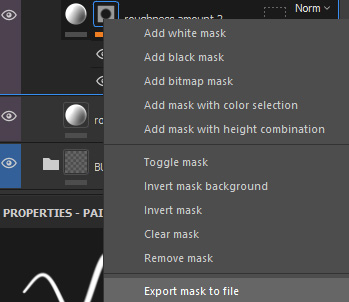 roughness amount 2
Norm
Add white mask
Add black mask
Add bitmap mask
Add mask with color selection
Add mask with height combination
ro
Toggle mask
BU
Invert mask background
Invert mask
PROPERTIES - PAI
Clear mask
Remove mask
Export mask to file